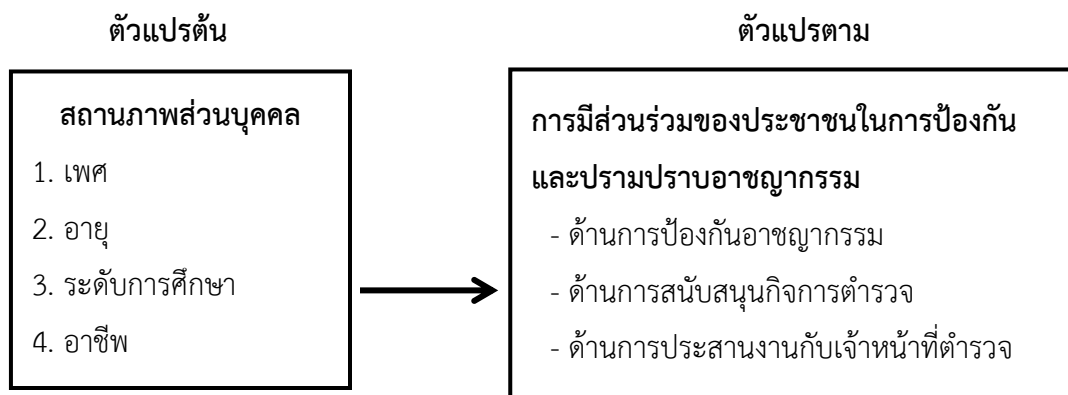 ตัวแปรต้น
ตัวแปรตาม
สถานภาพส่วนบุคคล
1. เพศ
2. อายุ
3. ระดับการศึกษา
4. อาชีพ
การมีส่วนร่วมของประชาชนในการป้องกัน
และปรามปราบอาชญากรรม
- ด้านการป้องกันอาชญากรรม
- ด้านการสนับสนุนกิจการตำรวจ
- ด้านการประสานงานกับเจ้าหน้าที่ตำรวจ